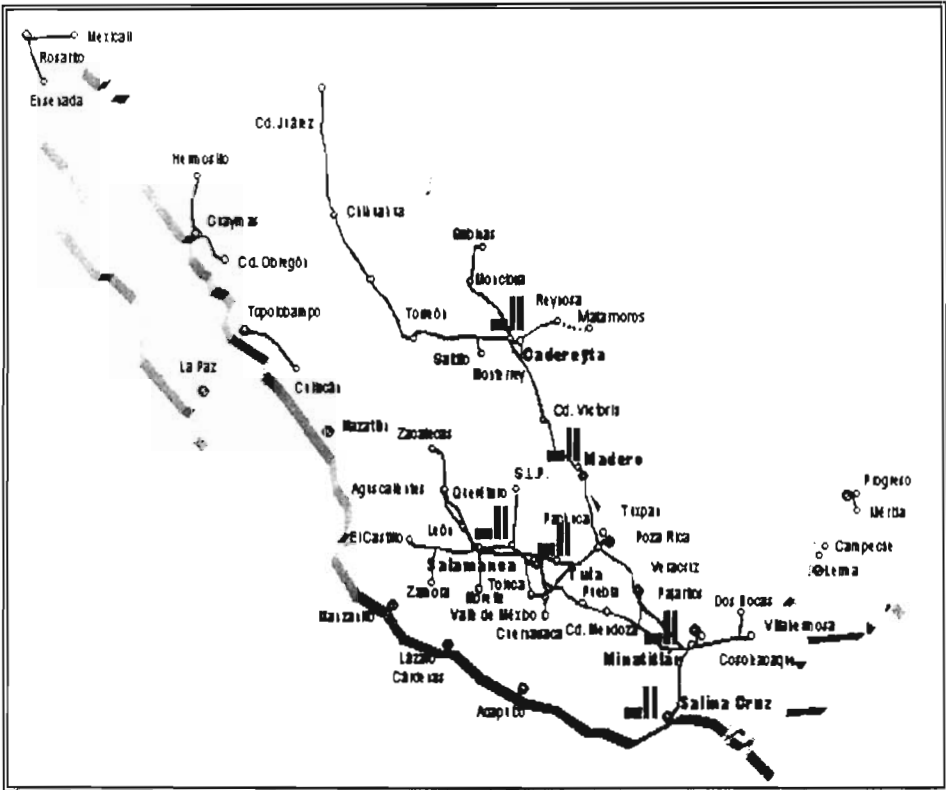 Mexicali
Rosarito
Ensenada
Cd. Juárez
Hermosillo
Chihuahua
Guaymas
Cd. Obregón
Sabinas
Monclova
Reynosa
Matamoros
Topolobampo
Torreón
Saltillo
Monterrey
Cadereyta
La Paz
Culiacán
Mazatlán
Zacatecas
Cd. Victoria
Madero
Aguascalientes
Querétaro
S.L.P.
Pachuca
Tuxpan
Progreso
Mérida
El Castillo
León
Salamanca
Poza Rica
Campeche
Lerma
Zamora
Morelia
Toluca
Tula
Puebla
Veracruz
Pajaritos
Dos Bocas
Villahermosa
Valle de México
Cuernavaca
Cd. Mendoza
Manzanillo
Minatitlán
Cosoleacaque
Lázaro
Cárdenas
Acapulco
Salina Cruz